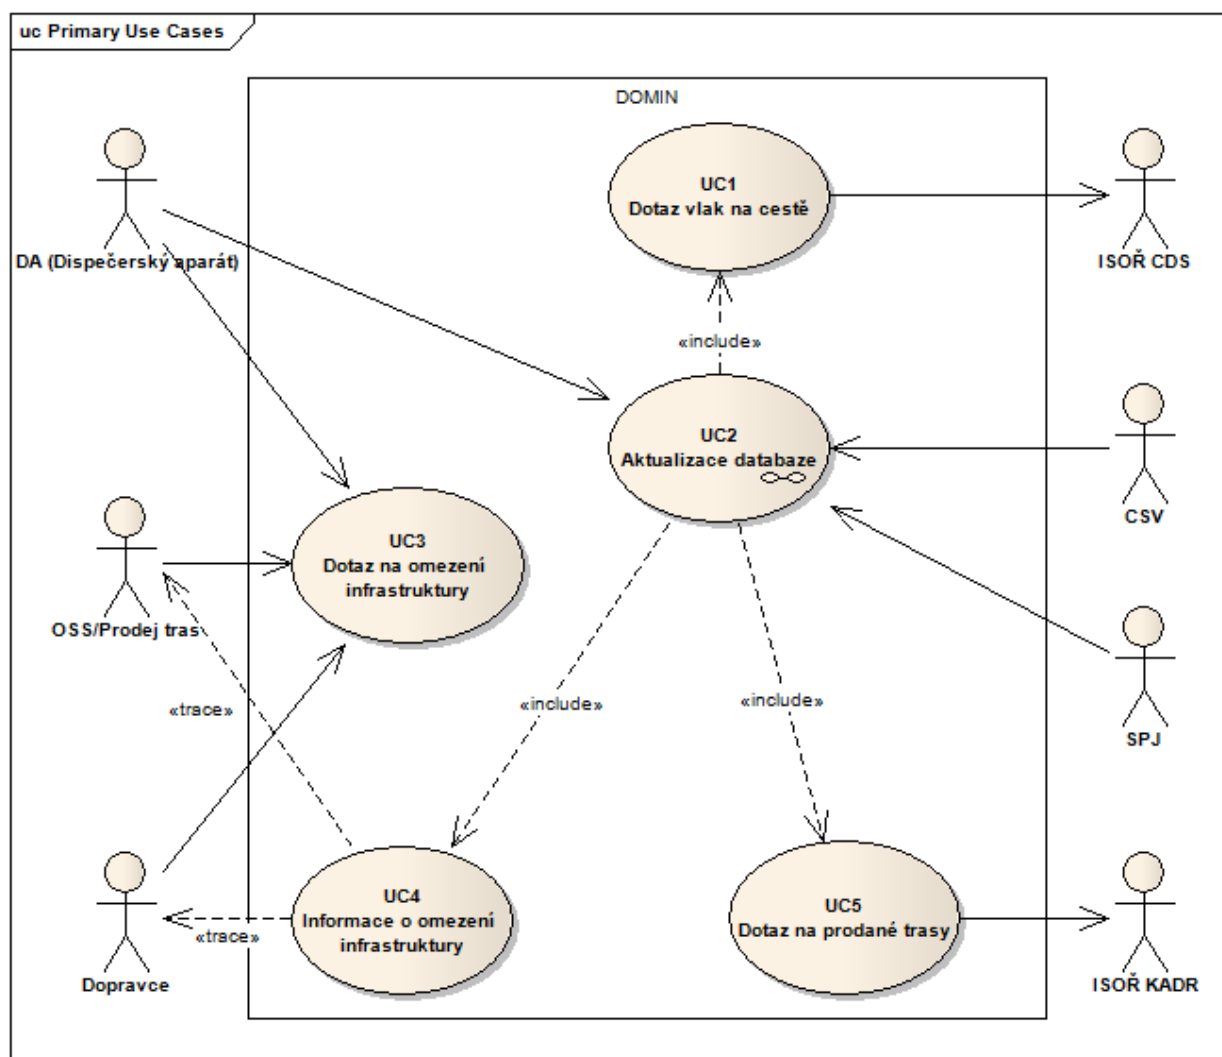 uc Primary Use Cases
DOMIN
UC1
Dotaz vlak na cestě
DA (Dispečerský aparát)
ISOŘ CDS
«include»
UC2
Aktualizace databaze
CSV
UC3
Dotaz na omezení
infrastruktury
OSS/Prodej tras
«trace»
«include»
«include»
SPJ
UC4
Informace o omezení
infrastruktury
«trace»
Dopravce
UC5
Dotaz na prodané trasy
ISOŘ KADR